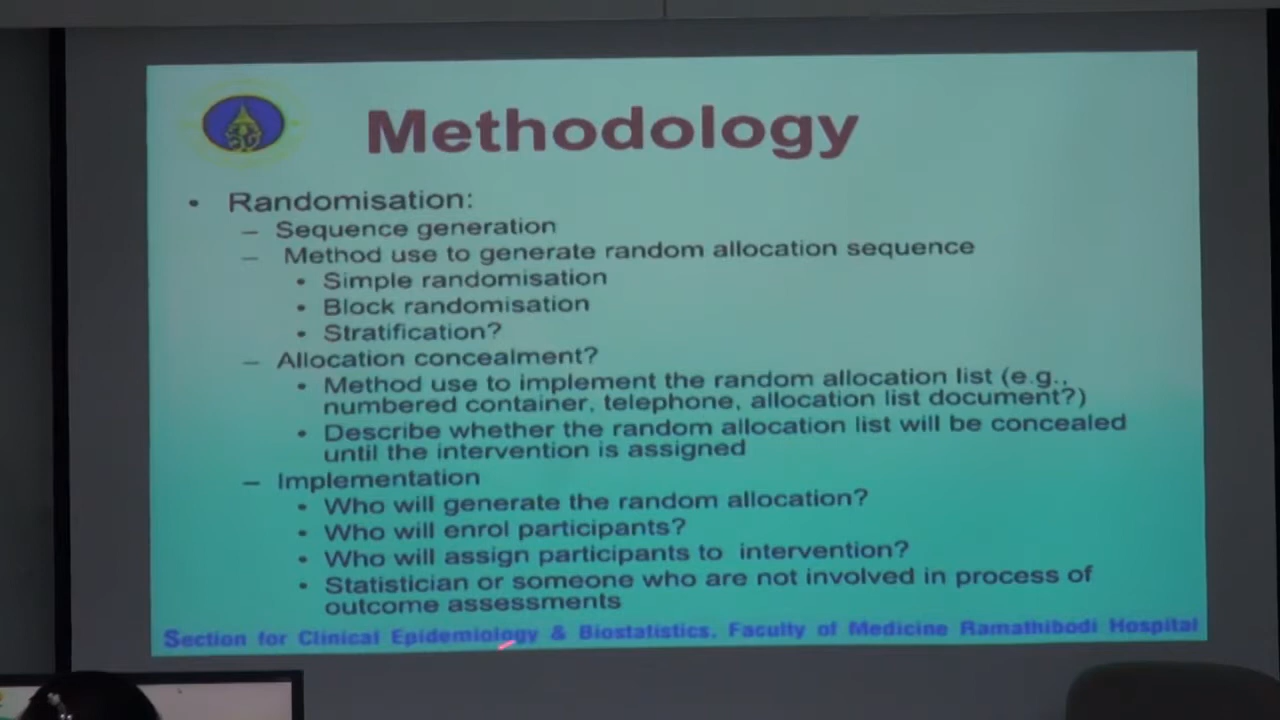 Methodology
• Randomisation:
– Sequence generation
– Method use to generate random allocation sequence
• Simple randomisation
• Block randomisation
• Stratification?
– Allocation concealment?
• Method use to implement the random allocation list (e.g.,
numbered container, telephone, allocation list document?)
• Describe whether the random allocation list will be concealed
until the intervention is assigned
– Implementation
• Who will generate the random allocation?
• Who will enrol participants?
• Who will assign participants to intervention?
• Statistician or someone who are not involved in process of
outcome assessments
Section for Clinical Epidemiology & Biostatistics, Faculty of Medicine Ramathibodi Hospital